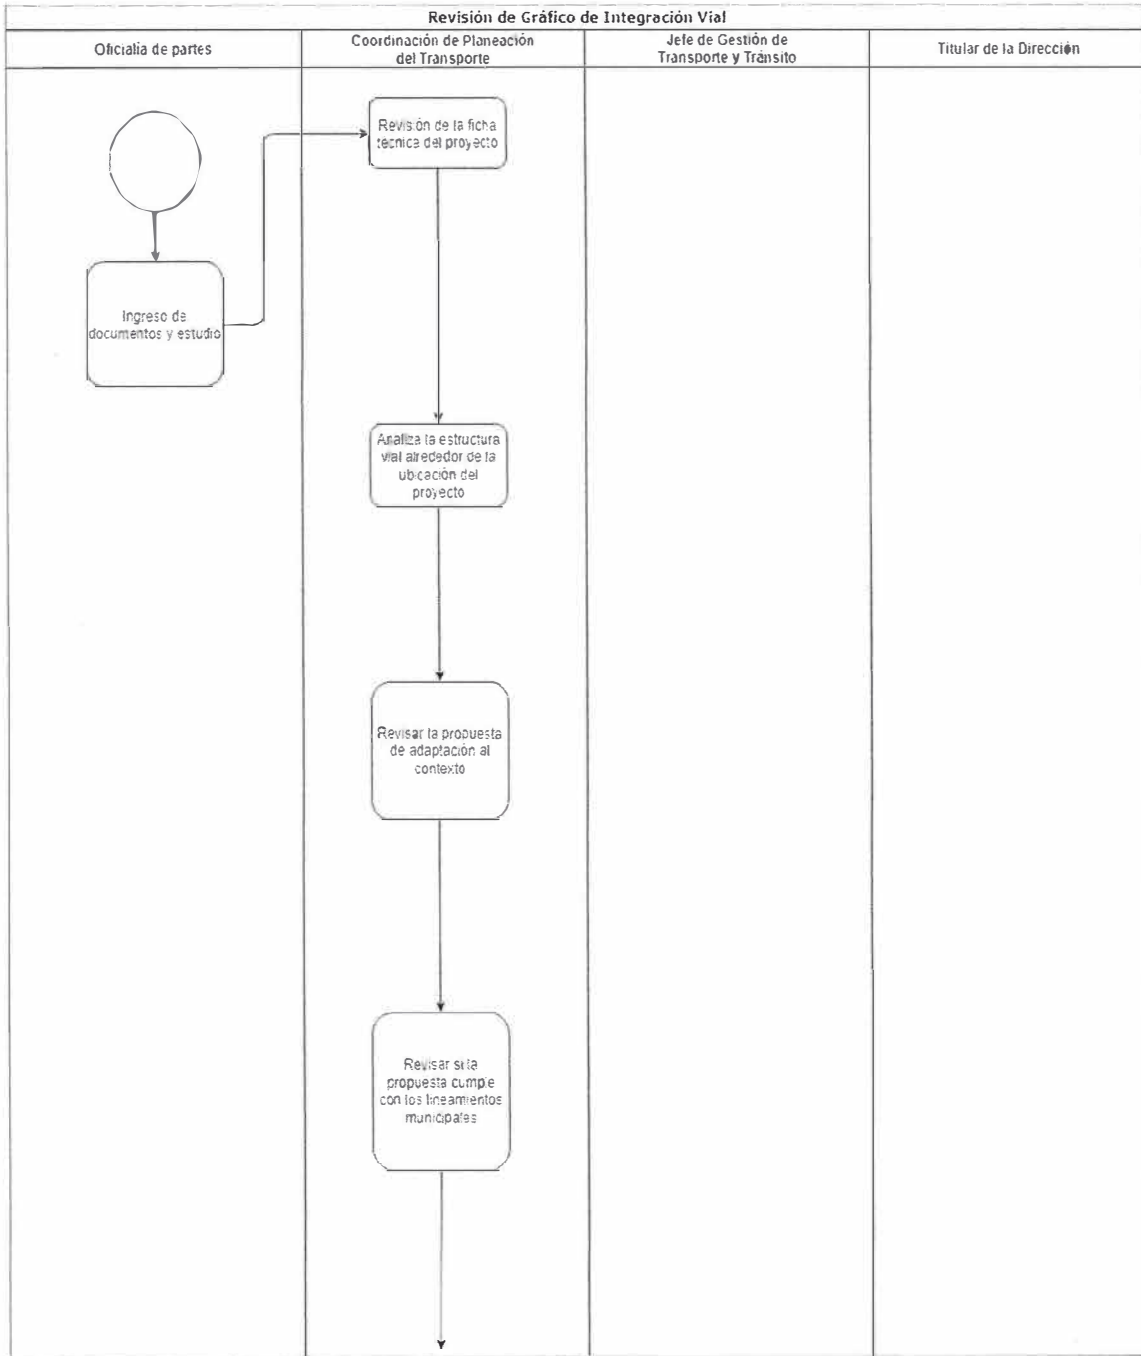 Revisión de Gráfico de Integración Vial
Oficialía de partes
Coordinación de Planeación
del Transporte
Jefe de Gestión de
Transporte y Tránsito
Titular de la Dirección
Revisión de la ficha
técnica del proyecto
Ingreso de
documentos y estudio
Analiza la estructura
vial alrededor de la
ubicación del
proyecto
Revisar la propuesta
de adaptación al
contexto
Revisar si la
propuesta cumple
con los lineamientos
municipales